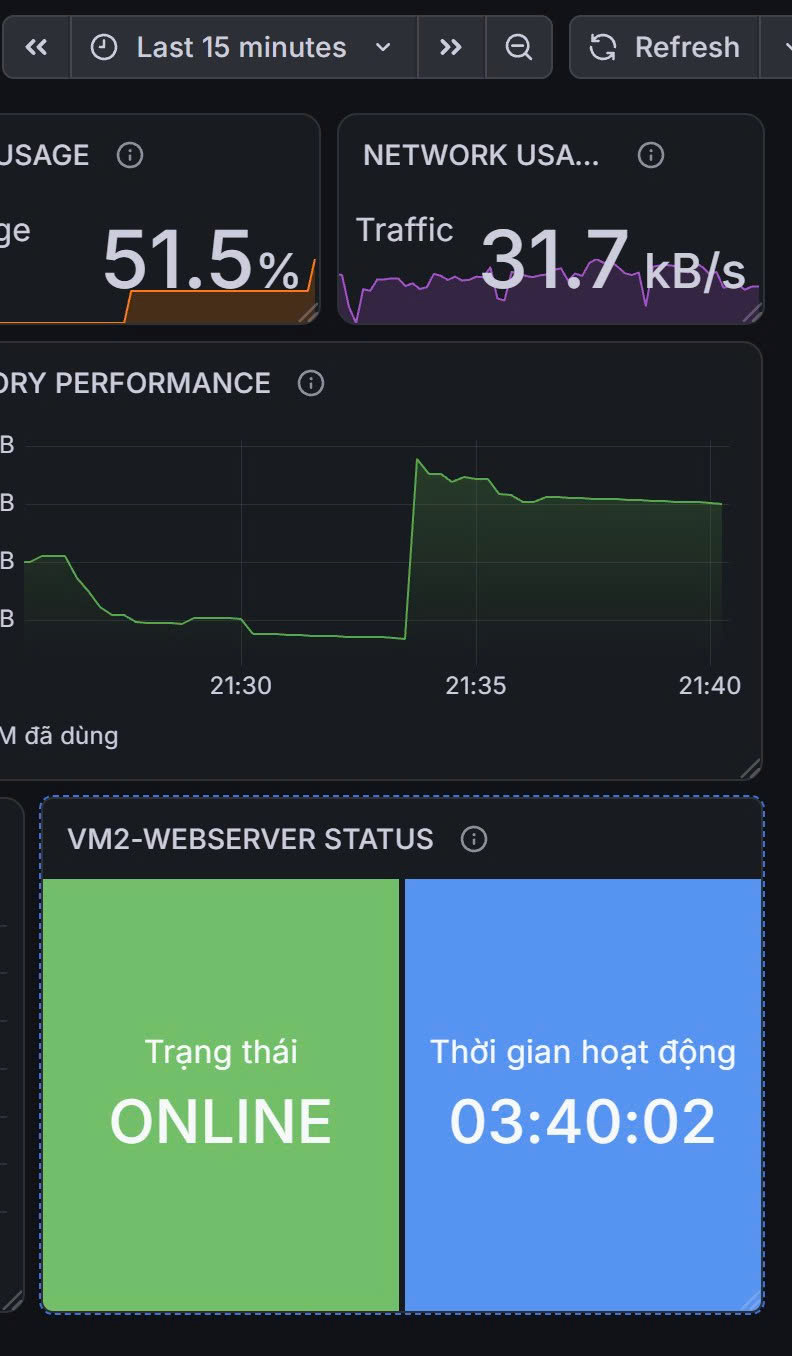 Last 15 minutes
Refresh
USAGE
NETWORK USA...
ge
51.5%
Traffic
31.7 kB/s
ORY PERFORMANCE
B
B
B
B
21:30
21:35
21:40
M đã dùng
VM2-WEBSERVER STATUS
Trạng thái
ONLINE
Thời gian hoạt động
03:40:02